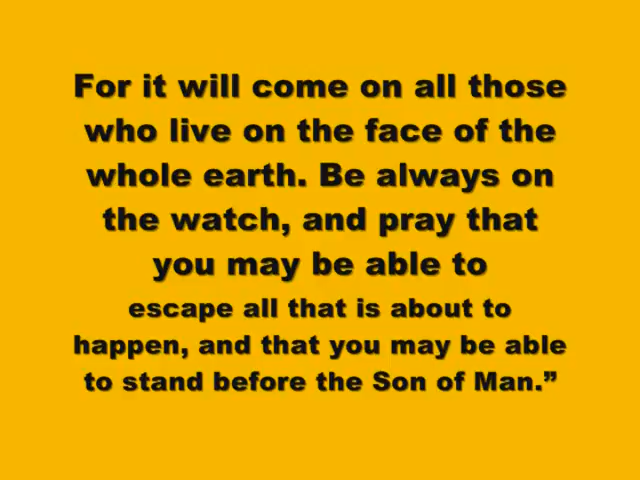 For it will come on all those
who live on the face of the
whole earth. Be always on
the watch, and pray that
you may be able to
escape all that is about to
happen, and that you may be able
to stand before the Son of Man.”